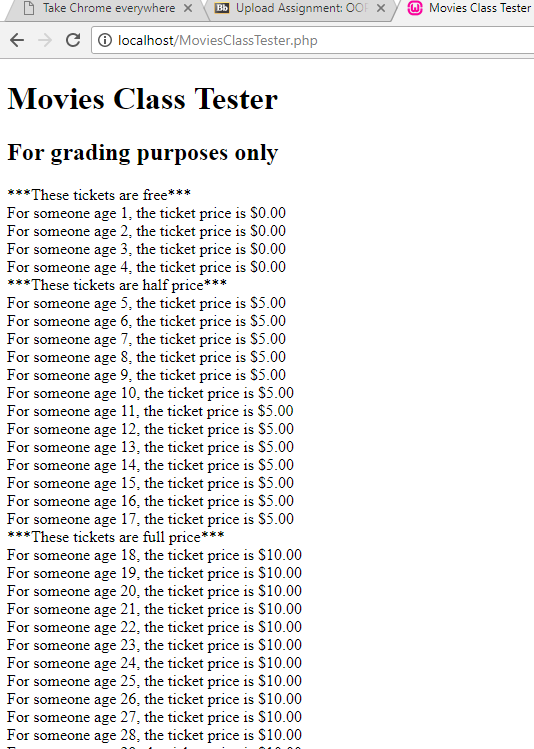 Take Chrome everywhere
Upload Assignment: OOP
Movies Class Tester
localhost/MoviesClassTester.php
Movies Class Tester
For grading purposes only
***These tickets are free***
For someone age 1, the ticket price is $0.00
For someone age 2, the ticket price is $0.00
For someone age 3, the ticket price is $0.00
For someone age 4, the ticket price is $0.00
***These tickets are half price***
For someone age 5, the ticket price is $5.00
For someone age 6, the ticket price is $5.00
For someone age 7, the ticket price is $5.00
For someone age 8, the ticket price is $5.00
For someone age 9, the ticket price is $5.00
For someone age 10, the ticket price is $5.00
For someone age 11, the ticket price is $5.00
For someone age 12, the ticket price is $5.00
For someone age 13, the ticket price is $5.00
For someone age 14, the ticket price is $5.00
For someone age 15, the ticket price is $5.00
For someone age 16, the ticket price is $5.00
For someone age 17, the ticket price is $5.00
***These tickets are full price***
For someone age 18, the ticket price is $10.00
For someone age 19, the ticket price is $10.00
For someone age 20, the ticket price is $10.00
For someone age 21, the ticket price is $10.00
For someone age 22, the ticket price is $10.00
For someone age 23, the ticket price is $10.00
For someone age 24, the ticket price is $10.00
For someone age 25, the ticket price is $10.00
For someone age 26, the ticket price is $10.00
For someone age 27, the ticket price is $10.00
For someone age 28, the ticket price is $10.00